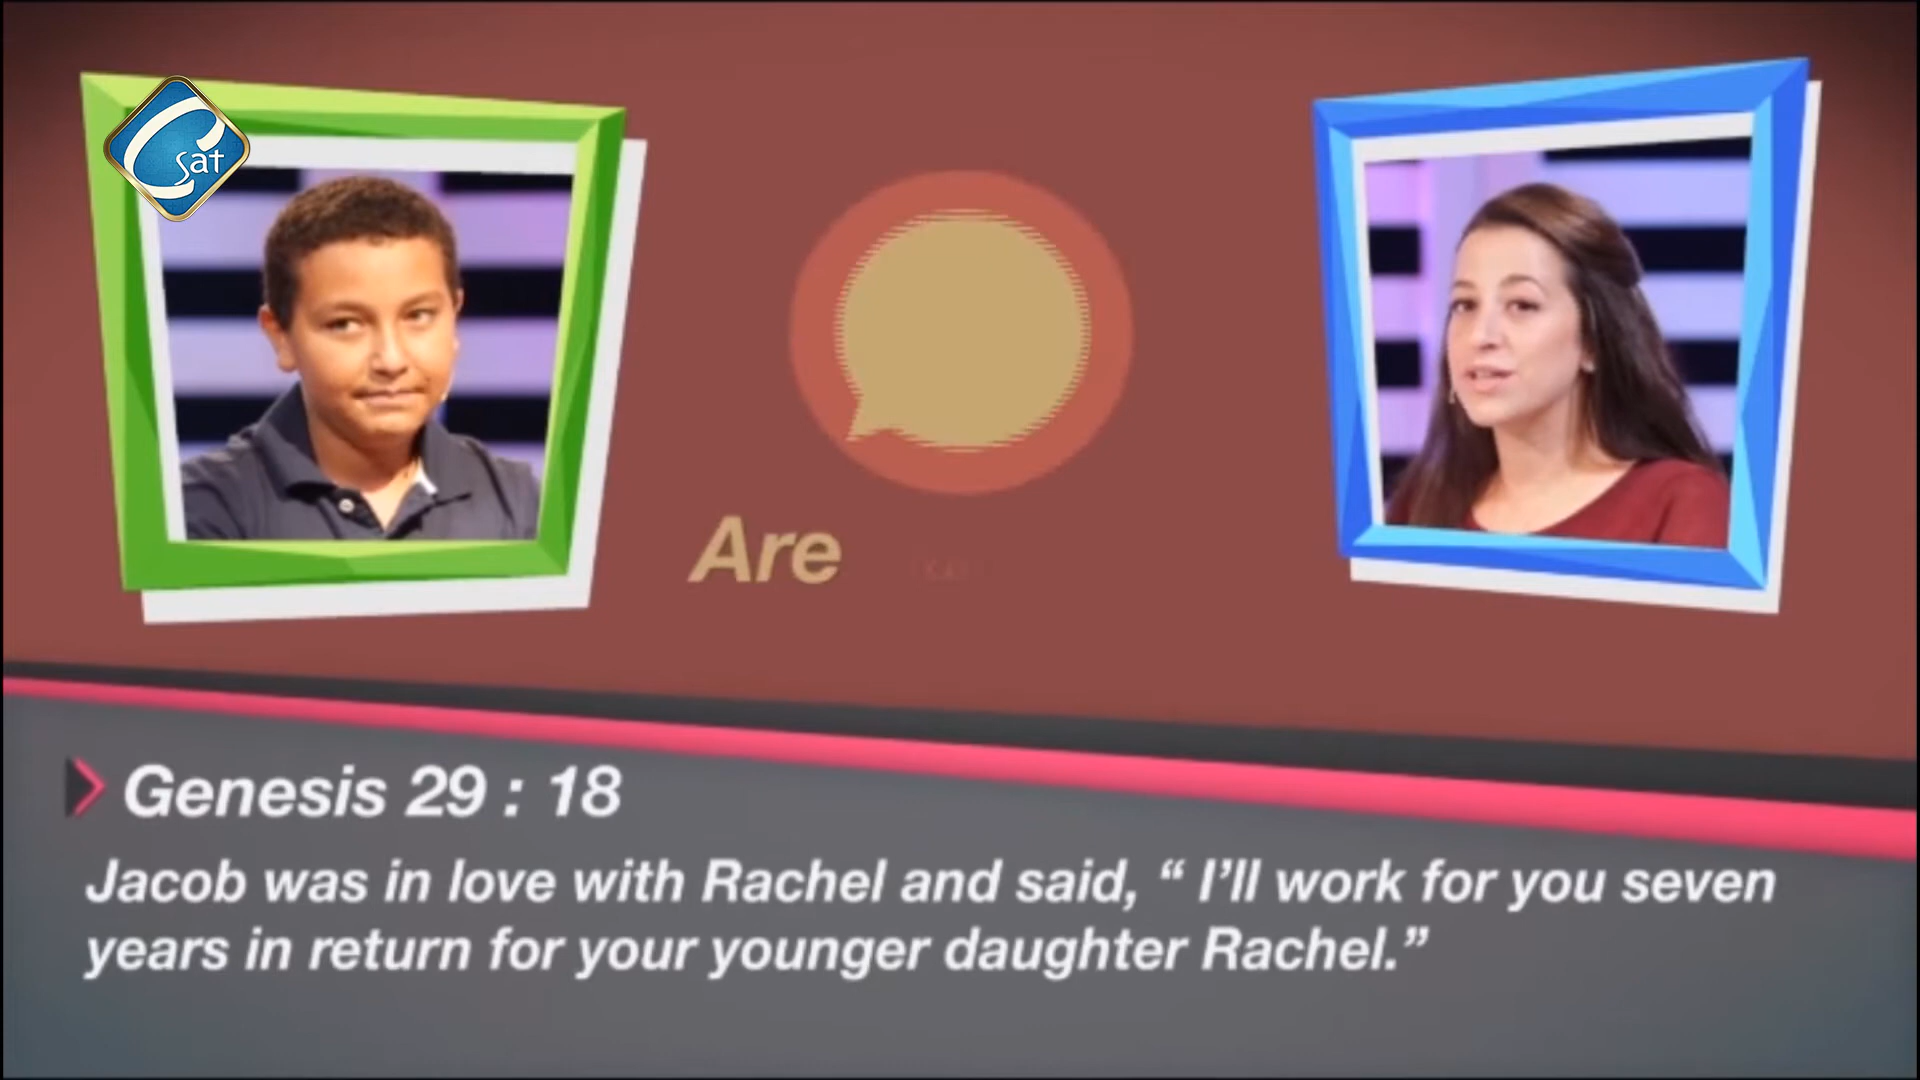 C
sat
Are
Genesis 29 : 18
Jacob was in love with Rachel and said, “ I’ll work for you seven
years in return for your younger daughter Rachel.”